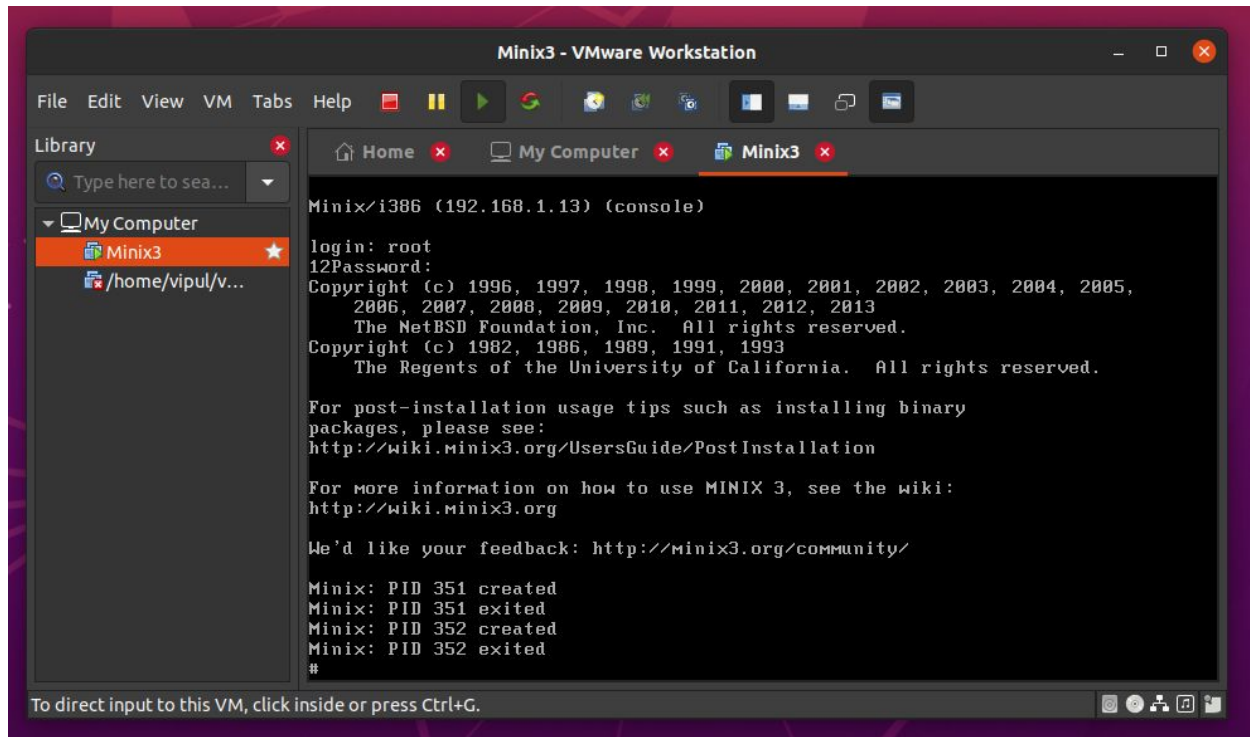 Minix3 - VMware Workstation
File Edit View VM Tabs Help
Library
Type here to sea...
My Computer
Minix3
/home/vipul/v...
Home My Computer Minix3
Minix/i386 (192.168.1.13) (console)
login: root
12Password:
Copyright (c) 1996, 1997, 1998, 1999, 2000, 2001, 2002, 2003, 2004, 2005,
2006, 2007, 2008, 2009, 2010, 2011, 2012, 2013
The NetBSD Foundation, Inc. All rights reserved.
Copyright (c) 1982, 1986, 1989, 1991, 1993
The Regents of the University of California. All rights reserved.
For post-installation usage tips such as installing binary
packages, please see:
http://wiki.minix3.org/UsersGuide/PostInstallation
For more information on how to use MINIX 3, see the wiki:
http://wiki.minix3.org
We'd like your feedback: http://minix3.org/community/
Minix: PID 351 created
Minix: PID 351 exited
Minix: PID 352 created
Minix: PID 352 exited
#
To direct input to this VM, click inside or press Ctrl+G.